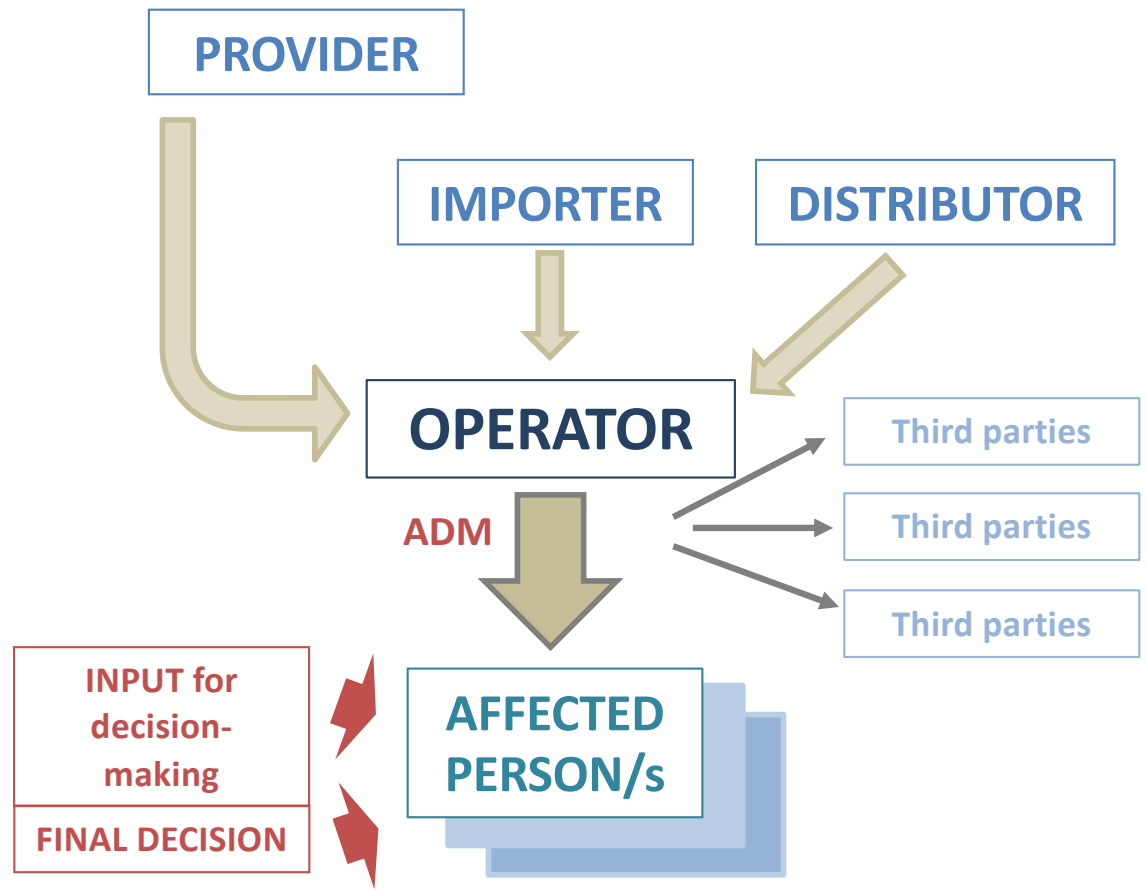 PROVIDER
IMPORTER
DISTRIBUTOR
OPERATOR
Third parties
ADM
Third parties
Third parties
INPUT for
decision-
making
FINAL DECISION
AFFECTED
PERSON/s